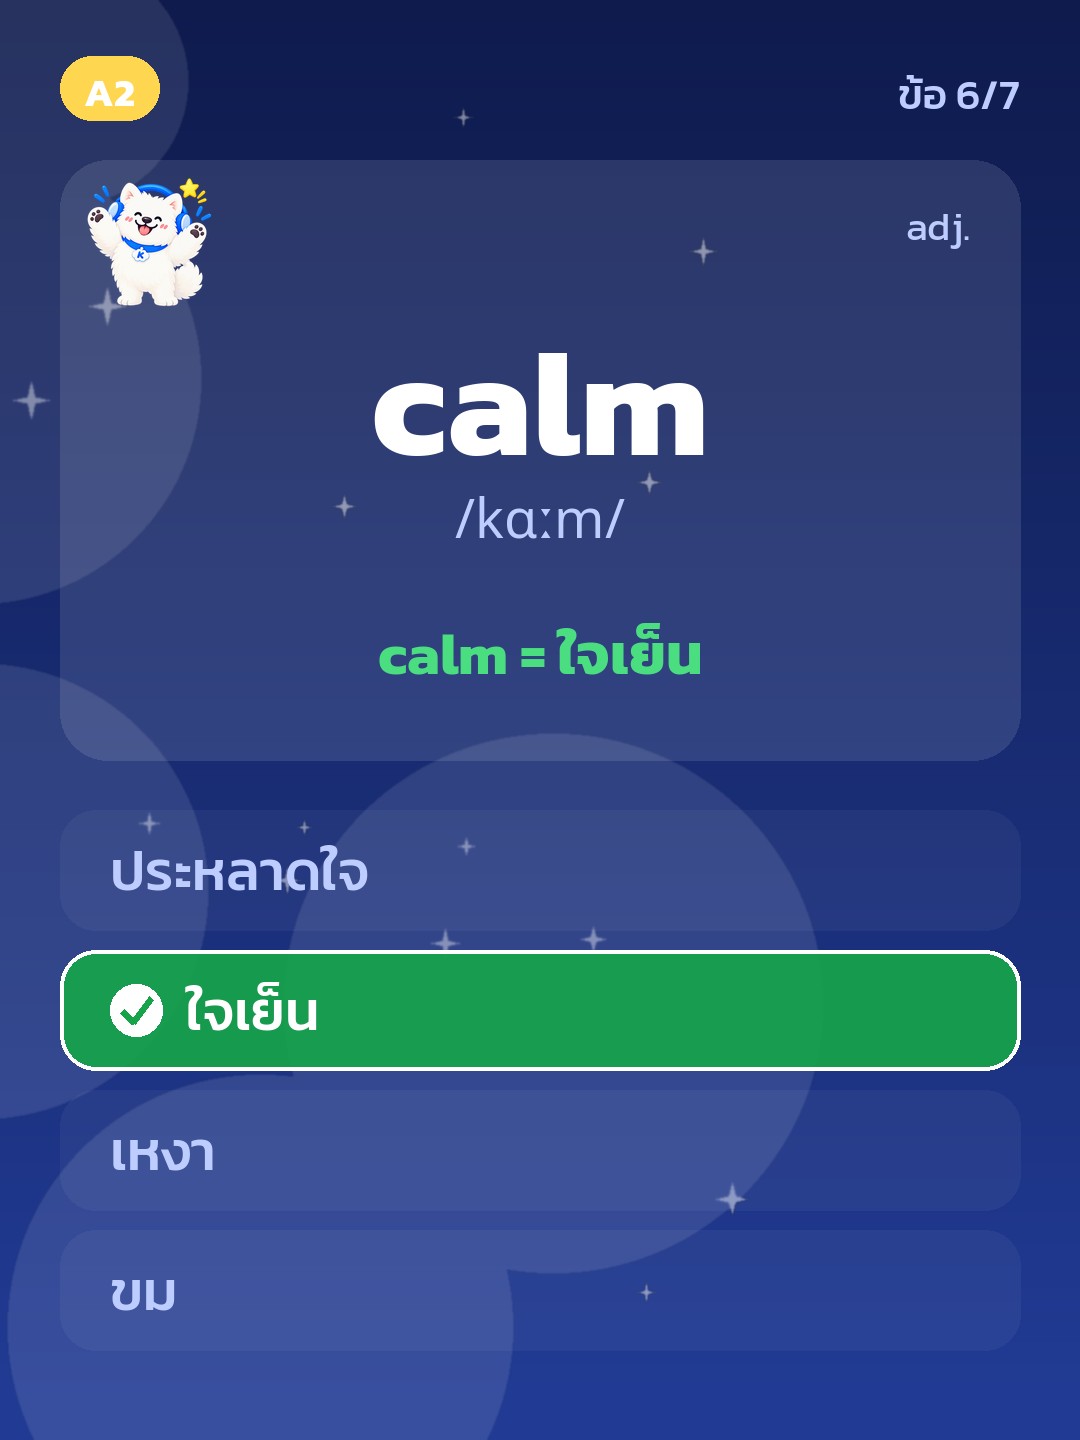 A2
ข้อ 6/7
adj.
K
calm
/kɑːm/
calm = ใจเย็น
ประหลาดใจ
ใจเย็น
เหงา
ขม